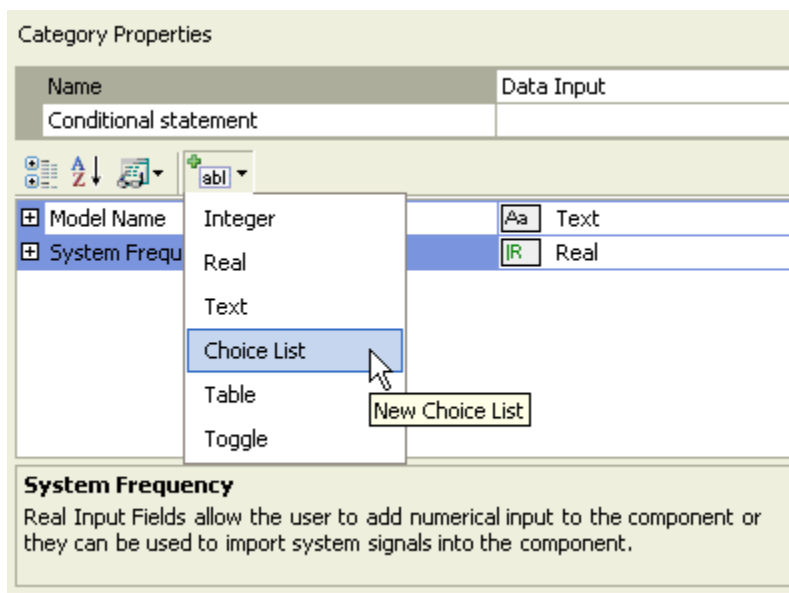 Category Properties
Name Data Input
Conditional statement
A
Z
abl
Model Name Aa Text
System Frequ R Real
Integer
Real
Text
Choice List
Table
Toggle
New Choice List
System Frequency
Real Input Fields allow the user to add numerical input to the component or
they can be used to import system signals into the component.